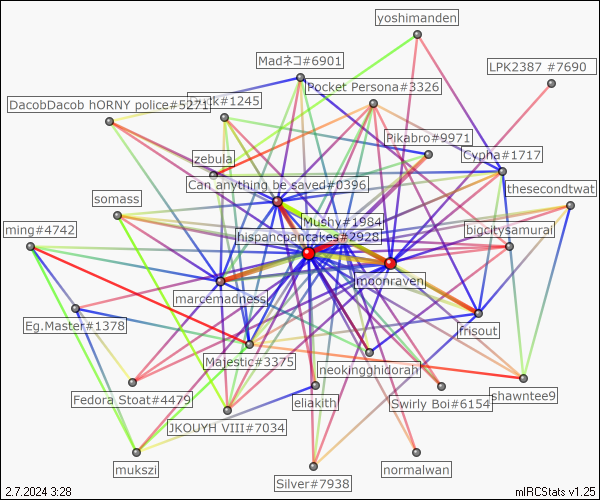 yoshimanden
Madネコ#6901
LPK2387 #7690
Pocket Persona#3326
DacobDacob hORNY police#5271
#1245
Pikabro#9971
zebula
Cypha#1717
Can anything be saved#0396
thesecondtwat
somass
Mushy#1984
ming#4742
hispancpancakes#2928
bigcitysamurai
moonraven
marcemadness
Eg.Master#1378
frisout
Majestic#3375
neokingghidorah
Fedora Stoat#4479
eliakith
Swirly Boi#6154
shawntee9
JKOUYH VIII#7034
mukszi
normalwan
Silver#7938
2.7.2024 3:28
mIRCStats v1.25